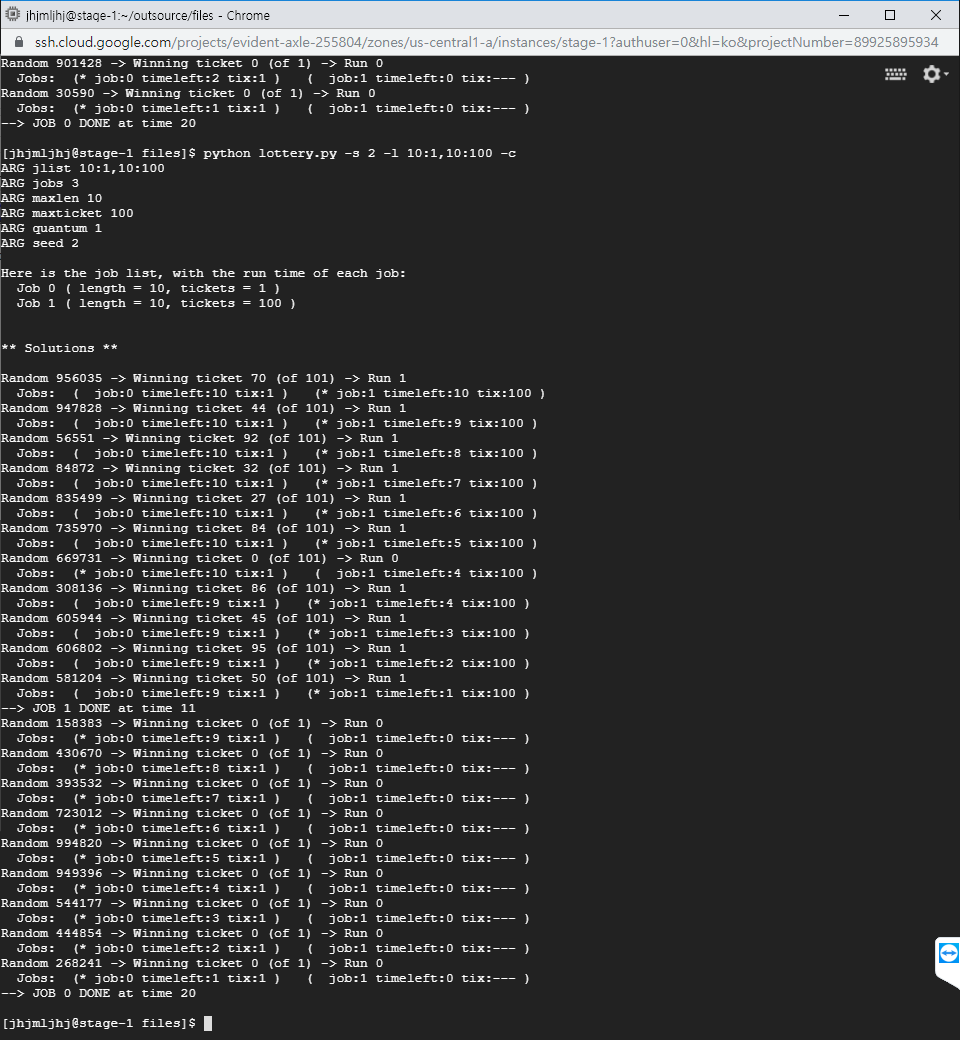 jhjmljhj@stage-1:~/outsource/files - Chrome
ssh.cloud.google.com/projects/evident-axle-255804/zones/us-central1-a/instances/stage-1?authuser=0&hl=ko&projectNumber=89925895934
Random 901428 -> Winning ticket 0 (of 1) -> Run 0
  Jobs:  (* job:0 timeleft:2 tix:1 )   (  job:1 timeleft:0 tix:--- )
Random 30590 -> Winning ticket 0 (of 1) -> Run 0
  Jobs:  (* job:0 timeleft:1 tix:1 )   (  job:1 timeleft:0 tix:--- )
--> JOB 0 DONE at time 20
[jhjmljhj@stage-1 files]$ python lottery.py -s 2 -l 10:1,10:100 -c
ARG jlist 10:1,10:100
ARG jobs 3
ARG maxlen 10
ARG maxticket 100
ARG quantum 1
ARG seed 2
Here is the job list, with the run time of each job:
  Job 0 ( length = 10, tickets = 1 )
  Job 1 ( length = 10, tickets = 100 )
** Solutions **
Random 956035 -> Winning ticket 70 (of 101) -> Run 1
  Jobs:  (  job:0 timeleft:10 tix:1 )   (* job:1 timeleft:10 tix:100 )
Random 947828 -> Winning ticket 44 (of 101) -> Run 1
  Jobs:  (  job:0 timeleft:10 tix:1 )   (* job:1 timeleft:9 tix:100 )
Random 56551 -> Winning ticket 92 (of 101) -> Run 1
  Jobs:  (  job:0 timeleft:10 tix:1 )   (* job:1 timeleft:8 tix:100 )
Random 84872 -> Winning ticket 32 (of 101) -> Run 1
  Jobs:  (  job:0 timeleft:10 tix:1 )   (* job:1 timeleft:7 tix:100 )
Random 835499 -> Winning ticket 27 (of 101) -> Run 1
  Jobs:  (  job:0 timeleft:10 tix:1 )   (* job:1 timeleft:6 tix:100 )
Random 735970 -> Winning ticket 84 (of 101) -> Run 1
  Jobs:  (  job:0 timeleft:10 tix:1 )   (* job:1 timeleft:5 tix:100 )
Random 669731 -> Winning ticket 0 (of 101) -> Run 0
  Jobs:  (* job:0 timeleft:10 tix:1 )   (  job:1 timeleft:4 tix:100 )
Random 308136 -> Winning ticket 86 (of 101) -> Run 1
  Jobs:  (  job:0 timeleft:9 tix:1 )   (* job:1 timeleft:4 tix:100 )
Random 605944 -> Winning ticket 45 (of 101) -> Run 1
  Jobs:  (  job:0 timeleft:9 tix:1 )   (* job:1 timeleft:3 tix:100 )
Random 606802 -> Winning ticket 95 (of 101) -> Run 1
  Jobs:  (  job:0 timeleft:9 tix:1 )   (* job:1 timeleft:2 tix:100 )
Random 581204 -> Winning ticket 50 (of 101) -> Run 1
  Jobs:  (  job:0 timeleft:9 tix:1 )   (* job:1 timeleft:1 tix:100 )
--> JOB 1 DONE at time 11
Random 158383 -> Winning ticket 0 (of 1) -> Run 0
  Jobs:  (* job:0 timeleft:9 tix:1 )   (  job:1 timeleft:0 tix:--- )
Random 430670 -> Winning ticket 0 (of 1) -> Run 0
  Jobs:  (* job:0 timeleft:8 tix:1 )   (  job:1 timeleft:0 tix:--- )
Random 393532 -> Winning ticket 0 (of 1) -> Run 0
  Jobs:  (* job:0 timeleft:7 tix:1 )   (  job:1 timeleft:0 tix:--- )
Random 723012 -> Winning ticket 0 (of 1) -> Run 0
  Jobs:  (* job:0 timeleft:6 tix:1 )   (  job:1 timeleft:0 tix:--- )
Random 994820 -> Winning ticket 0 (of 1) -> Run 0
  Jobs:  (* job:0 timeleft:5 tix:1 )   (  job:1 timeleft:0 tix:--- )
Random 949396 -> Winning ticket 0 (of 1) -> Run 0
  Jobs:  (* job:0 timeleft:4 tix:1 )   (  job:1 timeleft:0 tix:--- )
Random 544177 -> Winning ticket 0 (of 1) -> Run 0
  Jobs:  (* job:0 timeleft:3 tix:1 )   (  job:1 timeleft:0 tix:--- )
Random 444854 -> Winning ticket 0 (of 1) -> Run 0
  Jobs:  (* job:0 timeleft:2 tix:1 )   (  job:1 timeleft:0 tix:--- )
Random 268241 -> Winning ticket 0 (of 1) -> Run 0
  Jobs:  (* job:0 timeleft:1 tix:1 )   (  job:1 timeleft:0 tix:--- )
--> JOB 0 DONE at time 20
[jhjmljhj@stage-1 files]$